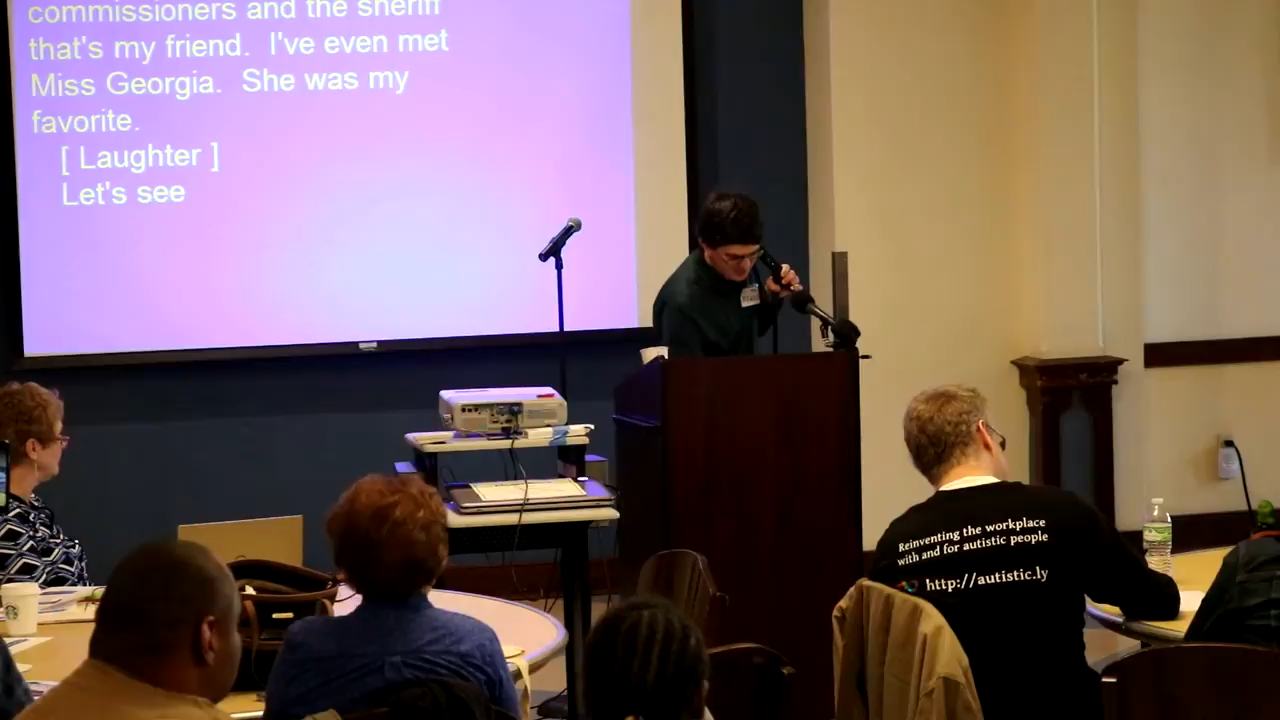 commissioners and the sheriff
that's my friend.  I've even met
Miss Georgia.  She was my
favorite.
[ Laughter ]
Let's see
Reinventing the workplace
with and for autistic people
http://autistic.ly